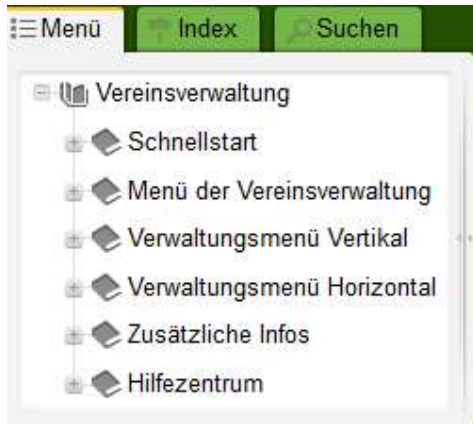 Menü Index Suchen
Vereinsverwaltung
Schnellstart
Menü der Vereinsverwaltung
Verwaltungsmenü Vertikal
Verwaltungsmenü Horizontal
Zusätzliche Infos
Hilfezentrum